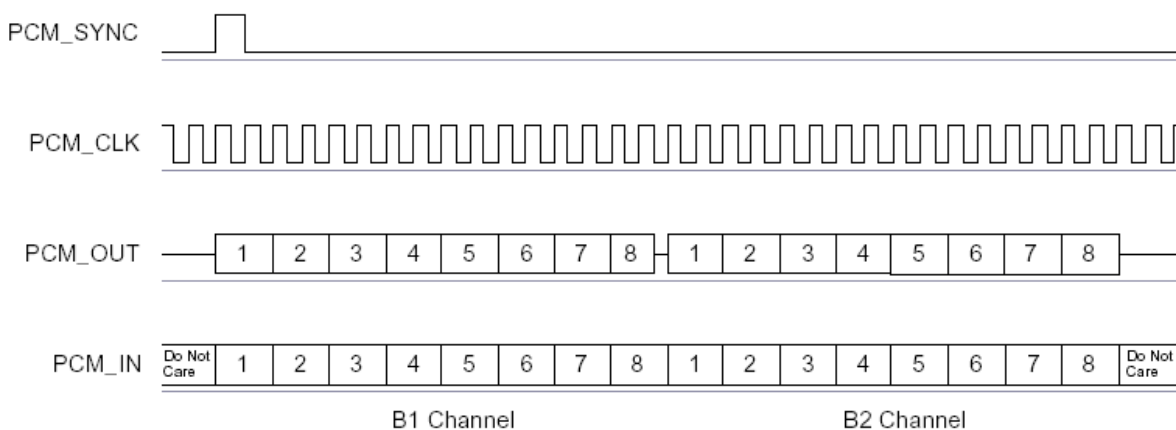 PCM_SYNC
PCM_CLK
PCM_OUT 1 2 3 4 5 6 7 8 1 2 3 4 5 6 7 8
PCM_IN Do Not Care 1 2 3 4 5 6 7 8 1 2 3 4 5 6 7 8 Do Not Care
B1 Channel B2 Channel